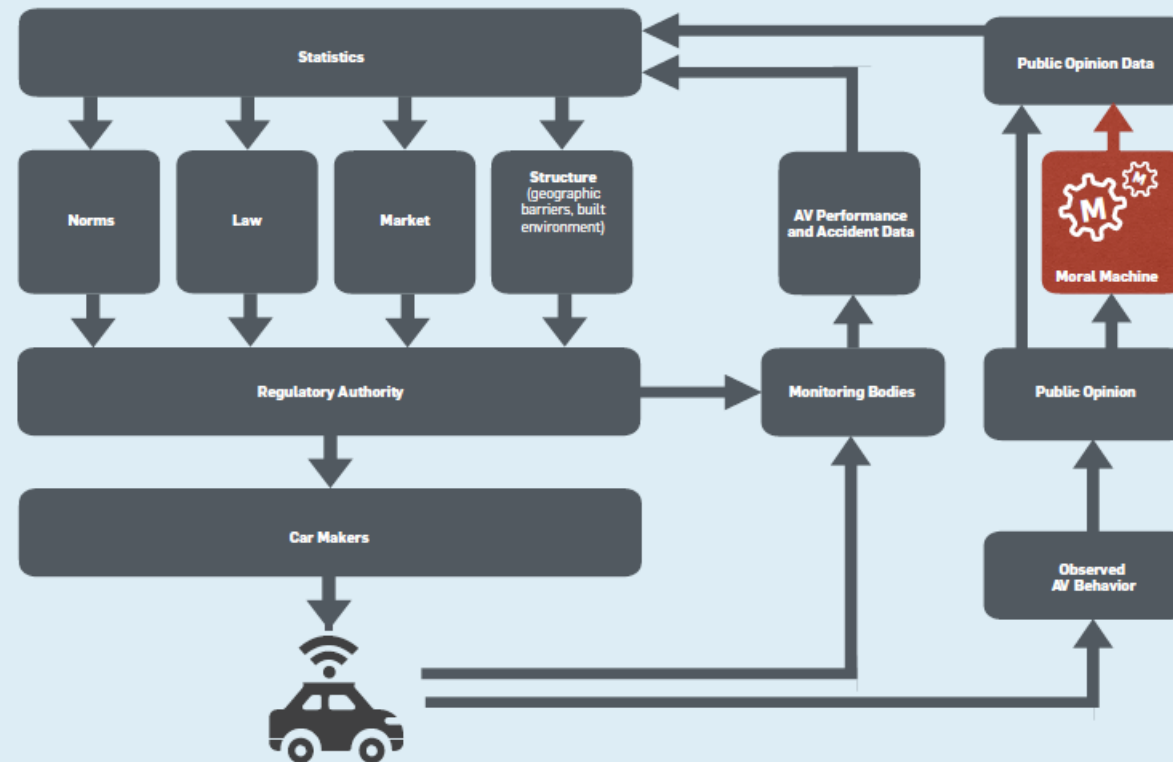 Statistics
Public Opinion Data
Norms
Law
Market
Structure
(geographic
barriers, built
environment)
AV Performance
and Accident Data
M
M
Moral Machine
Regulatory Authority
Monitoring Bodies
Public Opinion
Car Makers
Observed
AV Behavior